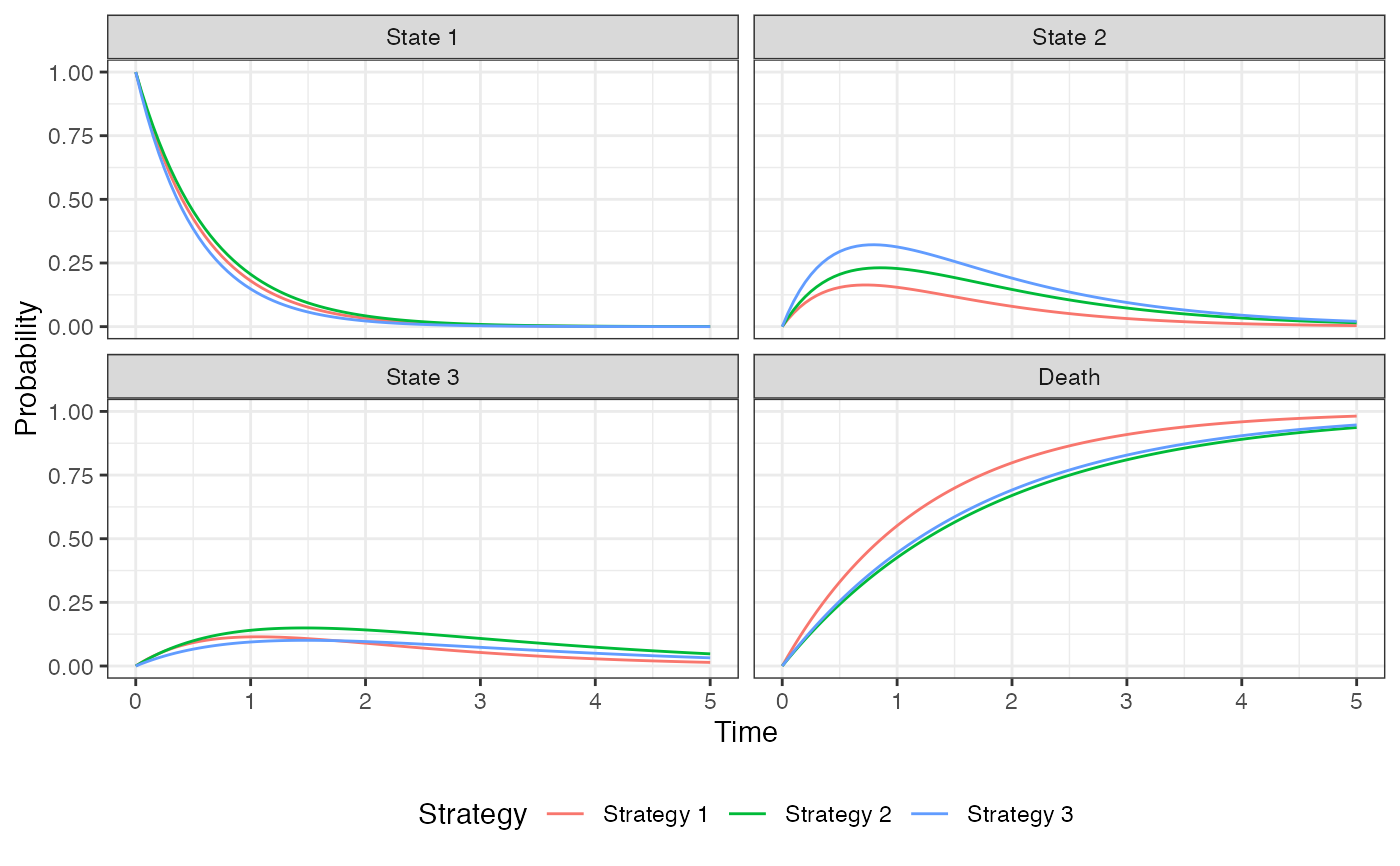 State 1
State 2
1.00
0.75
0.50
0.25
0.00
State 3
Death
1.00
0.75
0.50
0.25
0.00
Probability
0 1 2 3 4 5
0 1 2 3 4 5
Time
Strategy Strategy 1 Strategy 2 Strategy 3